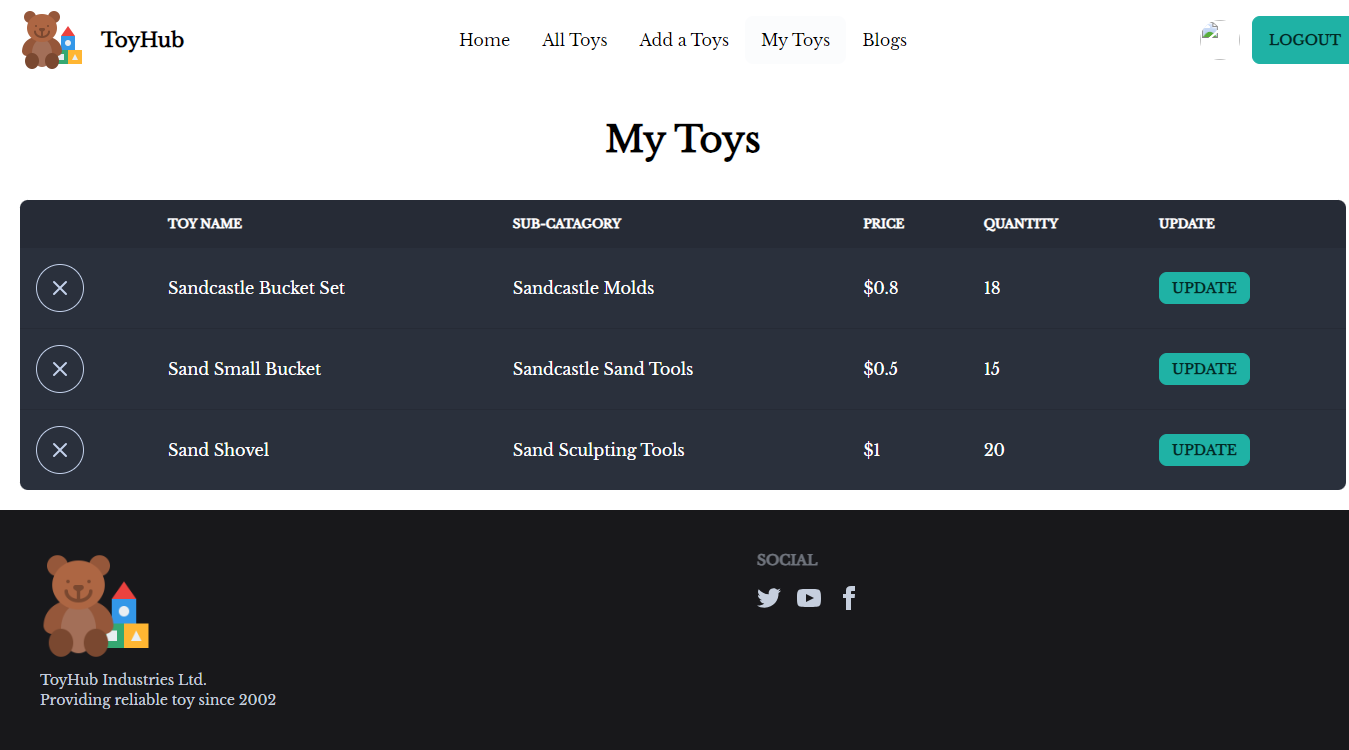 ToyHub Home All Toys Add a Toys My Toys Blogs LOGOUT
My Toys
TOY NAME SUB-CATAGORY PRICE QUANTITY UPDATE
Sandcastle Bucket Set Sandcastle Molds $0.8 18 UPDATE
Sand Small Bucket Sandcastle Sand Tools $0.5 15 UPDATE
Sand Shovel Sand Sculpting Tools $1 20 UPDATE
SOCIAL
ToyHub Industries Ltd.
Providing reliable toy since 2002